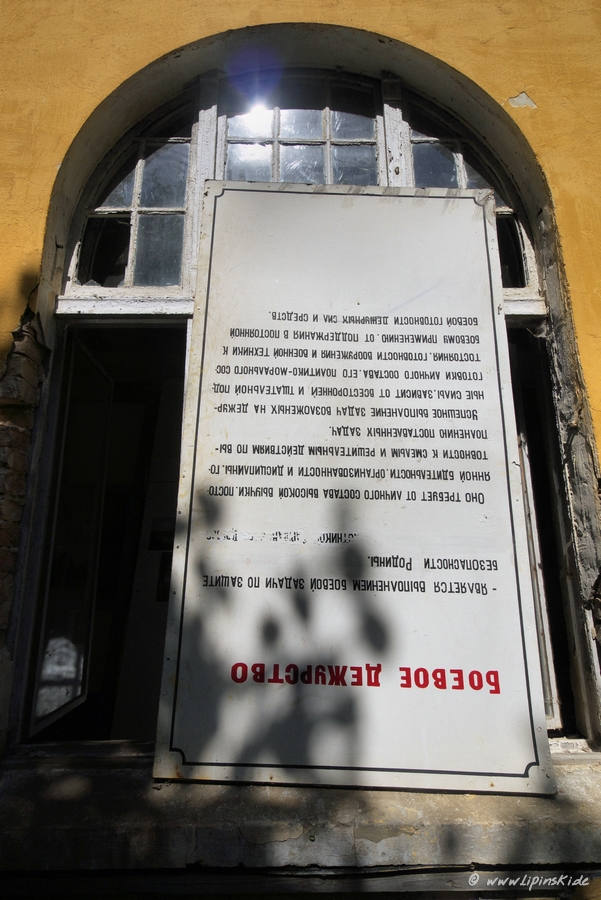 БОЕВОЕ ДЕЖУРСТВО
- ЯВЛЯЕТСЯ ВЫПОЛНЕНИЕМ БОЕВОЙ ЗАДАЧИ ПО ЗАЩИТЕ
БЕЗОПАСНОСТИ РОДИНЫ.
ОНО ТРЕБУЕТ ОТ ЛИЧНОГО СОСТАВА ВЫСОКОЙ ВЫУЧКИ, ПОСТО-
ЯННОЙ БДИТЕЛЬНОСТИ, ОРГАНИЗОВАННОСТИ И ДИСЦИПЛИНЫ, ГО-
ТОВНОСТИ К СМЕЛЫМ И РЕШИТЕЛЬНЫМ ДЕЙСТВИЯМ ПО ВЫ-
ПОЛНЕНИЮ ПОСТАВЛЕННЫХ ЗАДАЧ.
УСПЕШНОЕ ВЫПОЛНЕНИЕ ЗАДАЧ ВОЗЛОЖЕННЫХ НА ДЕЖУР-
НЫЕ СИЛЫ, ЗАВИСИТ ОТ ВСЕСТОРОННЕЙ И ТЩАТЕЛЬНОЙ ПОД
ГОТОВКИ ЛИЧНОГО СОСТАВА, ЕГО ПОЛИТИКО-МОРАЛЬНОГО СОС
ТОЯНИЯ, ГОТОВНОСТИ ВООРУЖЕНИЯ И ВОЕННОЙ ТЕХНИКИ К
БОЕВОМУ ПРИМЕНЕНИЮ, ОТ ПОДДЕРЖАНИЯ В ПОСТОЯННОЙ
БОЕВОЙ ГОТОВНОСТИ ДЕЖУРНЫХ СИЛ И СРЕДСТВ.
© www.lipinski.de